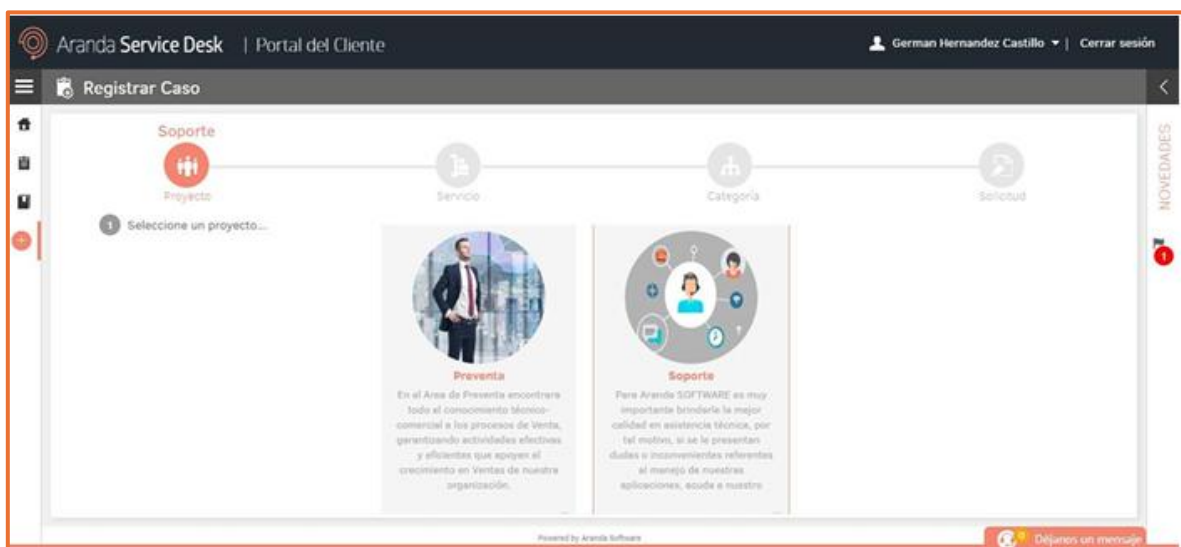 Aranda Service Desk | Portal del Cliente
German Hernandez Castillo | Cerrar sesión
Registrar Caso
Soporte
Proyecto
Servicio
Categoría
Solicitud
NOVEDADES
1 Seleccione un proyecto...
1
Preventa
En el Area de Preventa encontrara
todo el conocimiento técnico-
comercial a los procesos de Venta,
garantizando actividades efectivas
y eficientes que apoyen el
crecimiento en Ventas de nuestra
organización.
...
Soporte
Para Aranda SOFTWARE es muy
importante brindarle la mejor
calidad en asistencia técnica, por
tal motivo, si se le presentan
dudas o inconvenientes referentes
al manejo de nuestras
aplicaciones, acuda a nuestro
...
Powered by Aranda Software
Déjanos un mensaje